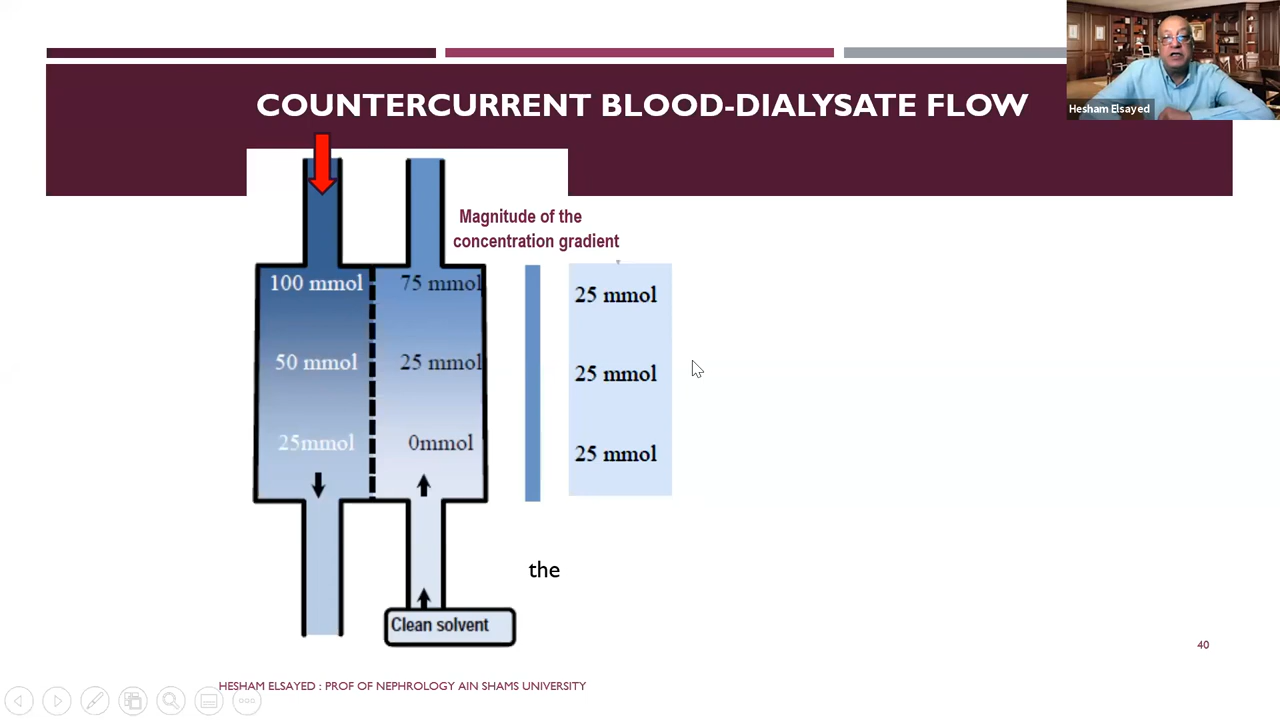 COUNTERCURRENT BLOOD-DIALYSATE FLOW
Hesham Elsayed
Magnitude of the
concentration gradient
100 mmol
75 mmol
25 mmol
50 mmol
25 mmol
25 mmol
25mmol
0mmol
25 mmol
the
Clean solvent
40
HESHAM ELSAYED : PROF OF NEPHROLOGY AIN SHAMS UNIVERSITY